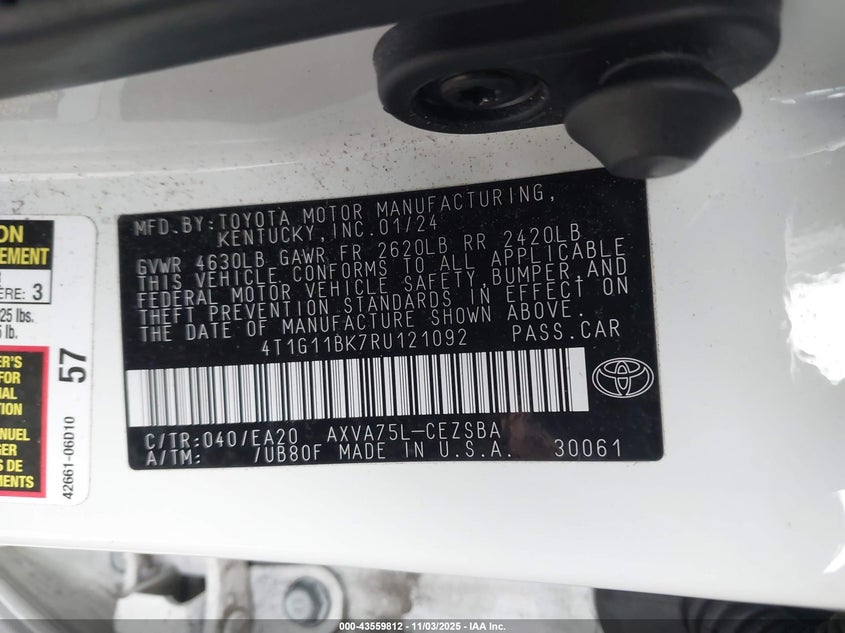 MFD.BY:TOYOTA MOTOR MANUFACTURING,
KENTUCKY,INC.01/24
GVWR 4630LB GAWR FR 2620LB RR 2420LB
THIS VEHICLE CONFORMS TO ALL APPLICABLE
FEDERAL MOTOR VEHICLE SAFETY,BUMPER,AND
THEFT PREVENTION STANDARDS IN EFFECT ON
THE DATE OF MANUFACTURE SHOWN ABOVE.
4T1G11BK7RU121092 PASS.CAR
C/TR:040/EA20 AXVA75L-CEZSBA
A/TM: /UB80F MADE IN U.S.A. 30061
ON
EMENT
ÈRE: 3
25 lbs.
lb.
57
ER'S
FOR
NAL
TION
NUEL
GER
S DE
IONS
42661-06D10
000-43559812 - 11/03/2025 - IAA Inc.